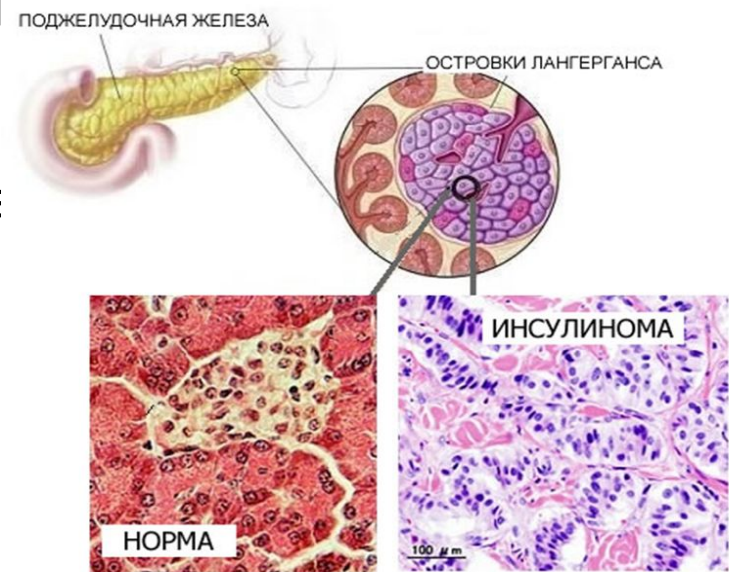 ПОДЖЕЛУДОЧНАЯ ЖЕЛЕЗА
ОСТРОВКИ ЛАНГЕРГАНСА
ИНСУЛИНОМА
НОРМА
100 μm